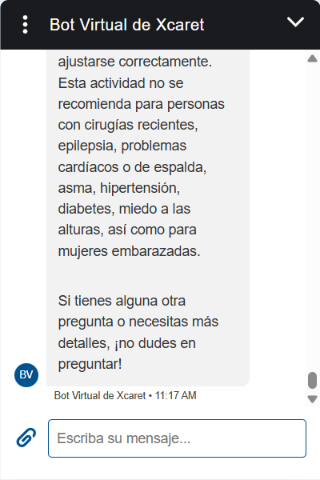 Bot Virtual de Xcaret
ajustarse correctamente.
Esta actividad no se
recomienda para personas
con cirugías recientes,
epilepsia, problemas
cardíacos o de espalda,
asma, hipertensión,
diabetes, miedo a las
alturas, así como para
mujeres embarazadas.
Si tienes alguna otra
pregunta o necesitas más
detalles, ¡no dudes en
preguntar!
BV
Bot Virtual de Xcaret • 11:17 AM
Escriba su mensaje...